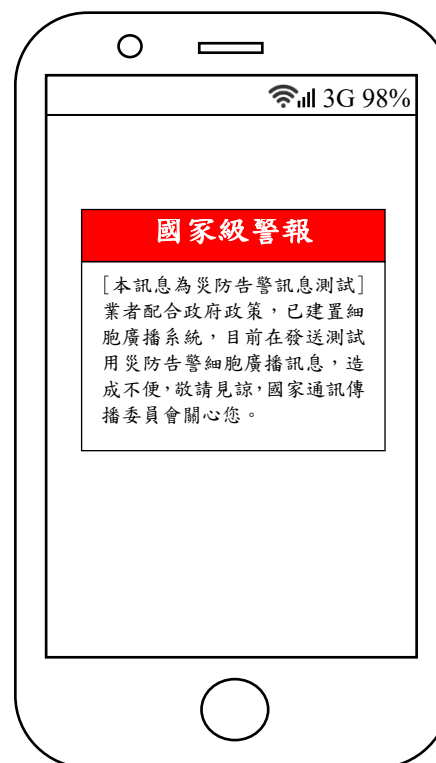 3G 98%
國家級警報
[本訊息為災防告警訊息測試]
業者配合政府政策，已建置細
胞廣播系統，目前在發送測試
用災防告警細胞廣播訊息，造
成不便，敬請見諒，國家通訊傳
播委員會關心您。